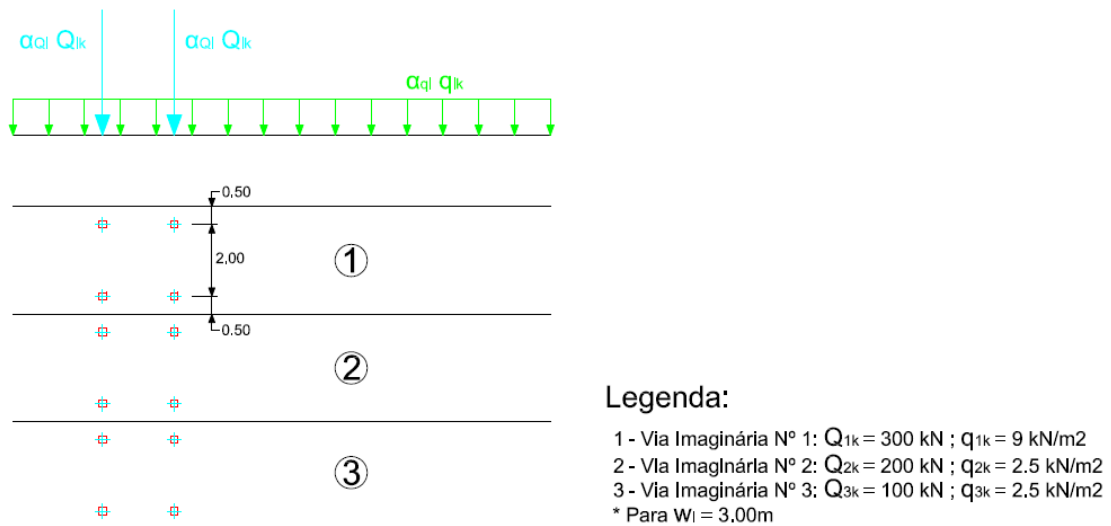 αQl Qlk
αQl Qlk
αql qlk
0,50
2,00
0.50
1
2
3
Legenda:
1 - Via Imaginária Nº 1: Q1k = 300 kN ; q1k = 9 kN/m2
2 - Via Imaginária Nº 2: Q2k = 200 kN ; q2k = 2.5 kN/m2
3 - Via Imaginária Nº 3: Q3k = 100 kN ; q3k = 2,5 kN/m2
* Para wl = 3,00m